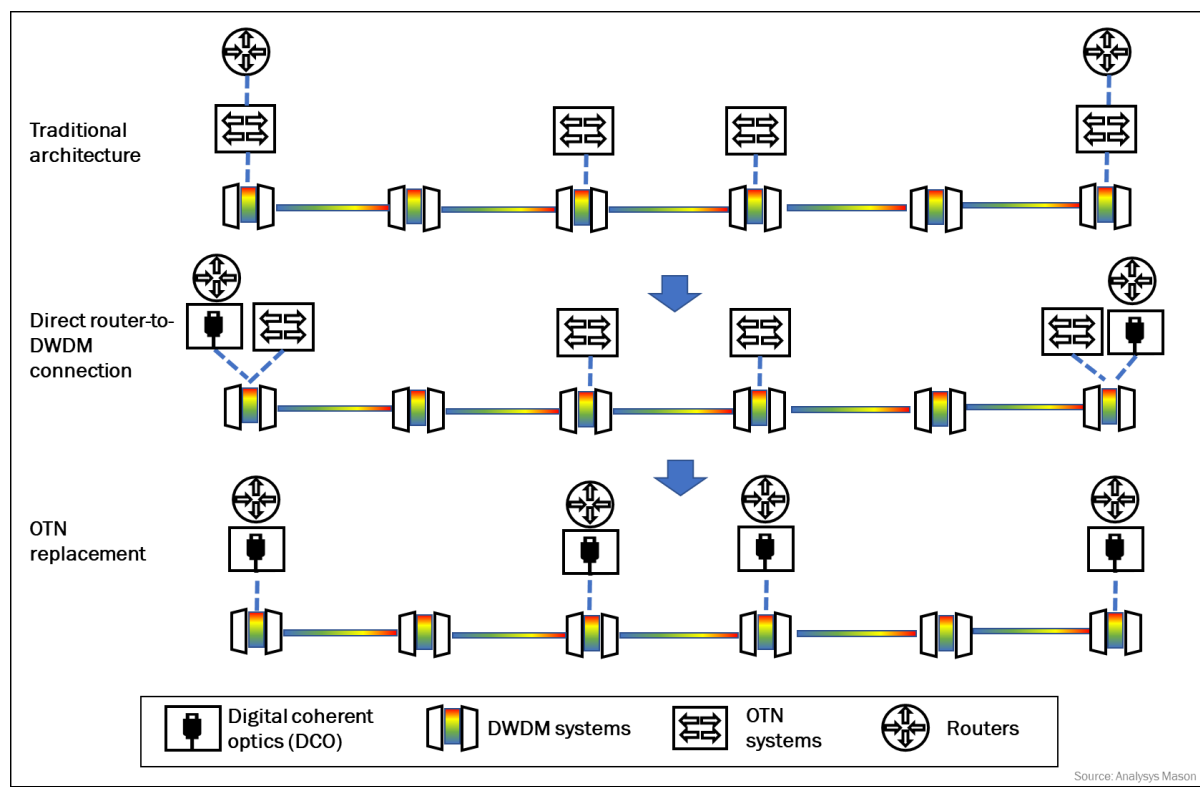 Traditional
architecture
Direct router-to-
DWDM
connection
OTN
replacement
Digital coherent
optics (DCO)
DWDM systems
OTN
systems
Routers
Source: Analysys Mason